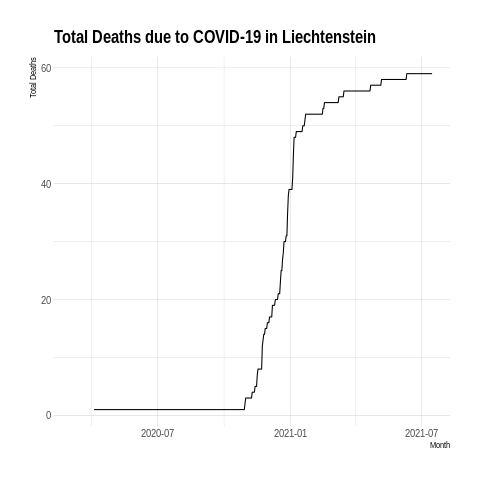 Total Deaths due to COVID-19 in Liechtenstein
Total Deaths
60
40
20
0
2020-07
2021-01
2021-07
Month